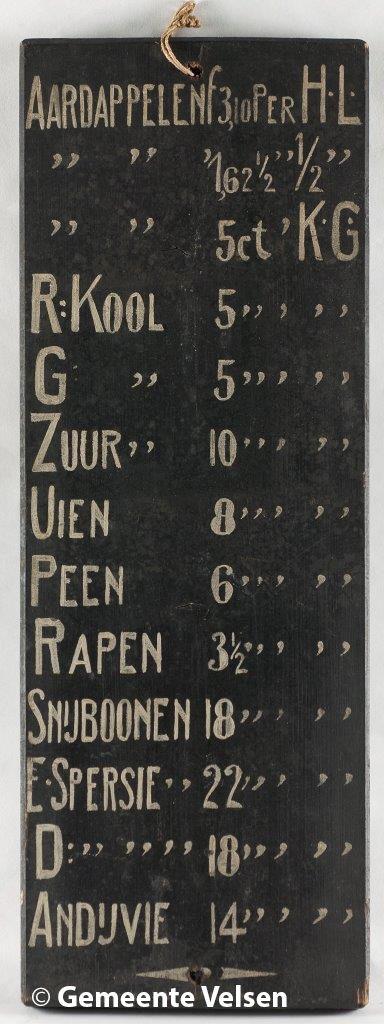 AARDAPPELEN f 3,10 PER H·L·
” ” ” 1,62½ ” ½ ”
” ” 5ct ’ K·G·
R:KOOL 5 ” ’ ’ ’
G ” 5 ” ’ ’ ’
ZUUR ” 10 ” ’ ’ ’
UIEN 8 ” ’ ’ ’
PEEN 6 ” ’ ’ ’
RAPEN 3½ ” ’ ’ ’
SNIJBOONEN 18 ” ’ ’ ’
E·SPERSIE ” 22 ” ’ ’ ’
D: ” ” ” 18 ” ’ ’ ’
ANDIJVIE 14 ” ’ ’ ’
© Gemeente Velsen